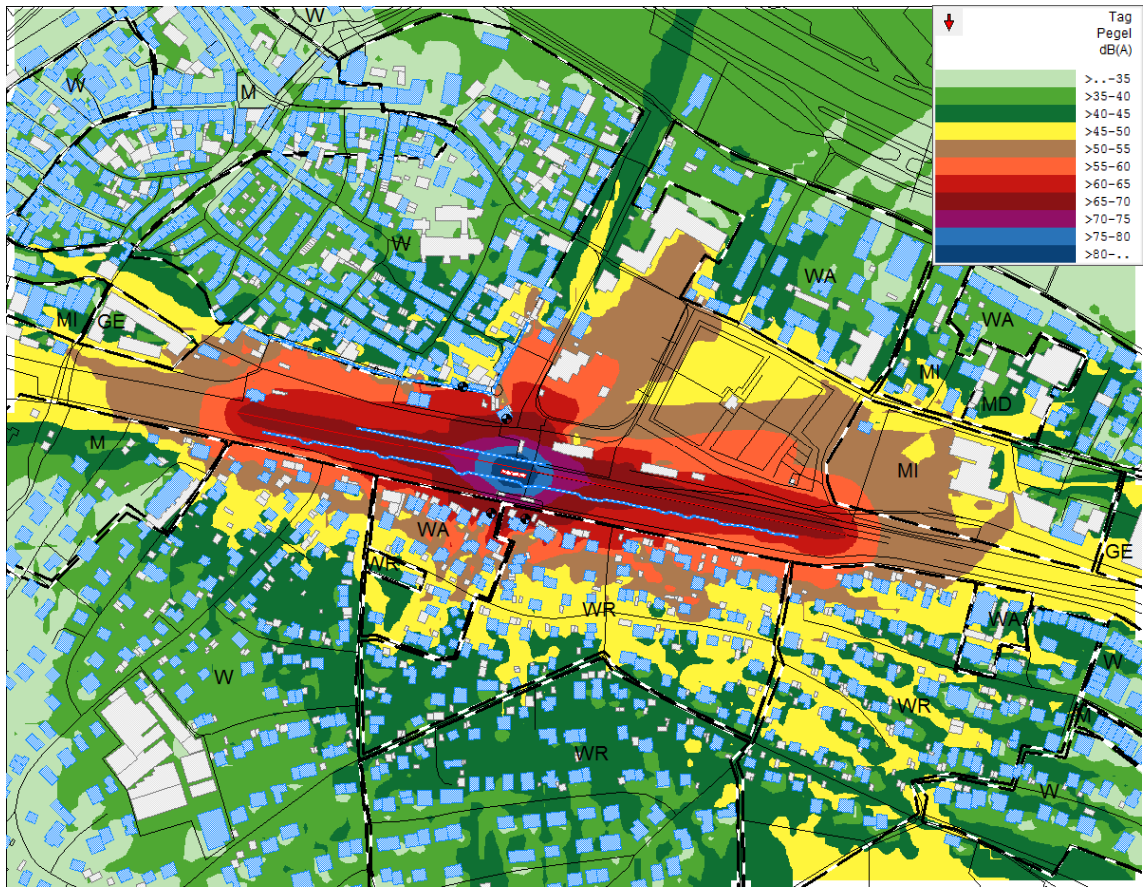 Tag
Pegel
dB(A)
>..-35
>35-40
>40-45
>45-50
>50-55
>55-60
>60-65
>65-70
>70-75
>75-80
>80-..
W
W
M
W
WA
WA
MI
GE
MI
MD
M
MI
WA
GE
WR
WR
WA
W
W
WR
M
WR
W